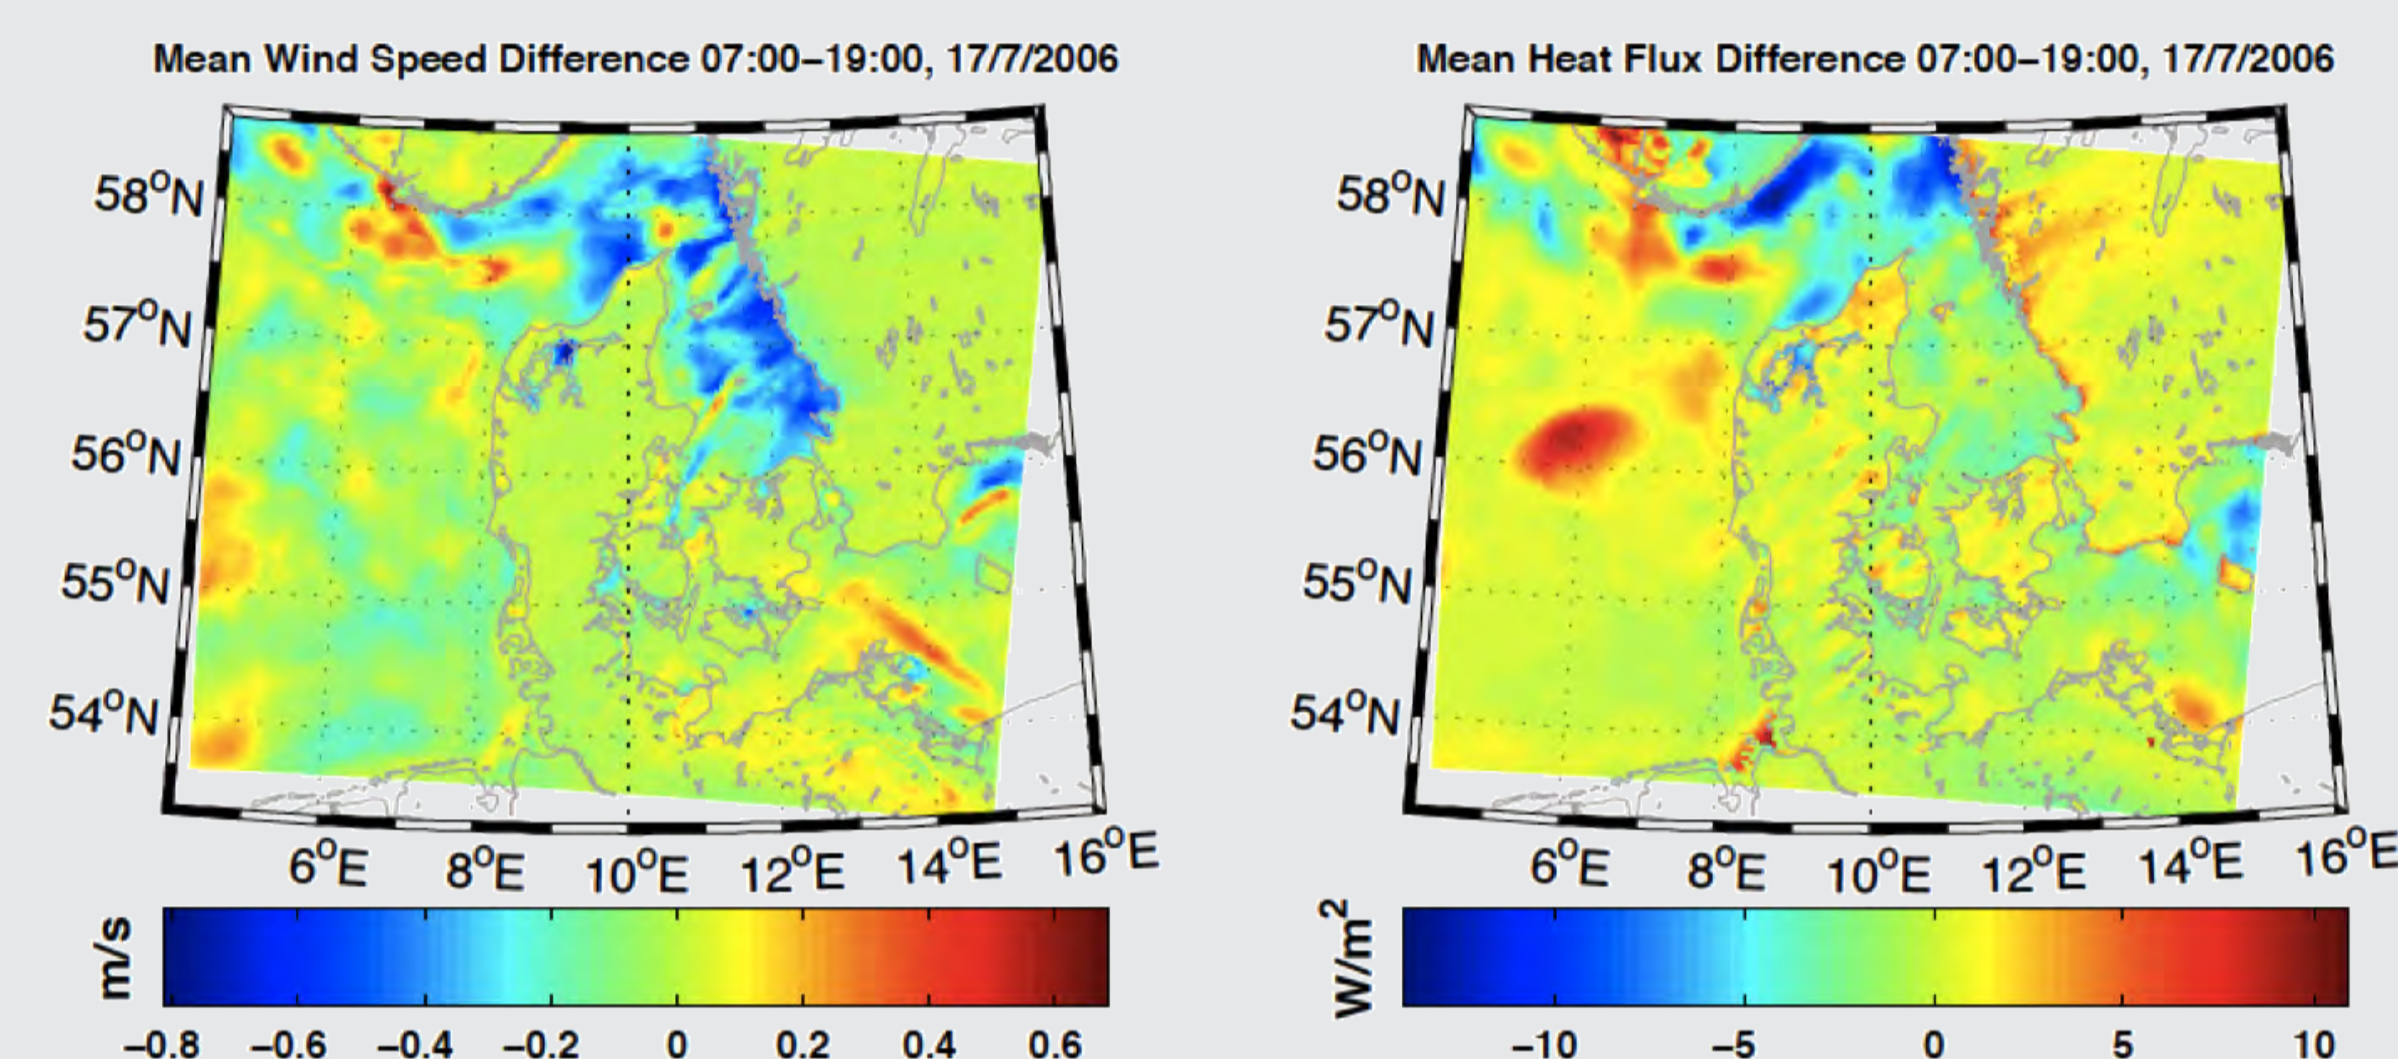 Mean Wind Speed Difference 07:00–19:00, 17/7/2006
58°N
57°N
56°N
55°N
54°N
6°E 8°E 10°E 12°E 14°E 16°E
m/s
−0.8 −0.6 −0.4 −0.2 0 0.2 0.4 0.6
Mean Heat Flux Difference 07:00–19:00, 17/7/2006
58°N
57°N
56°N
55°N
54°N
6°E 8°E 10°E 12°E 14°E 16°E
W/m²
−10 −5 0 5 10